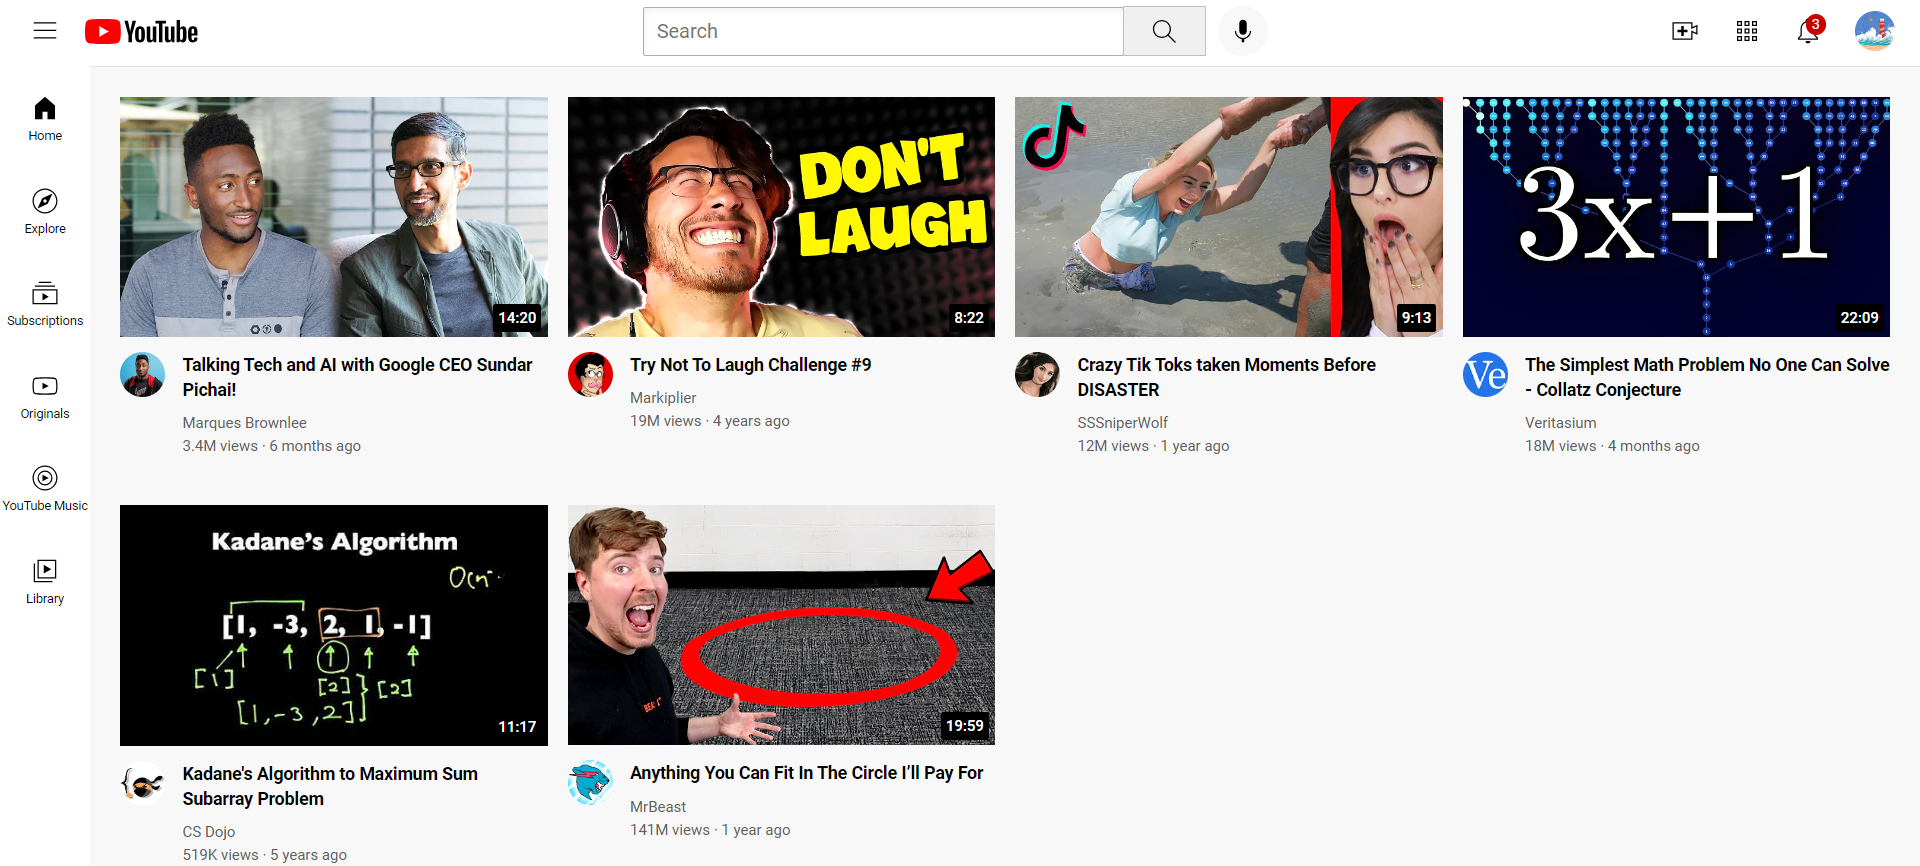 YouTube
Search
3
Home
Explore
Subscriptions
Originals
YouTube Music
Library
14:20
Talking Tech and AI with Google CEO Sundar
Pichai!
Marques Brownlee
3.4M views · 6 months ago
DON'T
LAUGH
8:22
Try Not To Laugh Challenge #9
Markiplier
19M views · 4 years ago
9:13
Crazy Tik Toks taken Moments Before
DISASTER
SSSniperWolf
12M views · 1 year ago
3x+1
22:09
Ve
The Simplest Math Problem No One Can Solve
- Collatz Conjecture
Veritasium
18M views · 4 months ago
Kadane's Algorithm
[1, -3, 2, 1, -1]
[1]
[2]
[2]
[1,-3,2]
11:17
Kadane's Algorithm to Maximum Sum
Subarray Problem
CS Dojo
519K views · 5 years ago
19:59
Anything You Can Fit In The Circle I’ll Pay For
MrBeast
141M views · 1 year ago